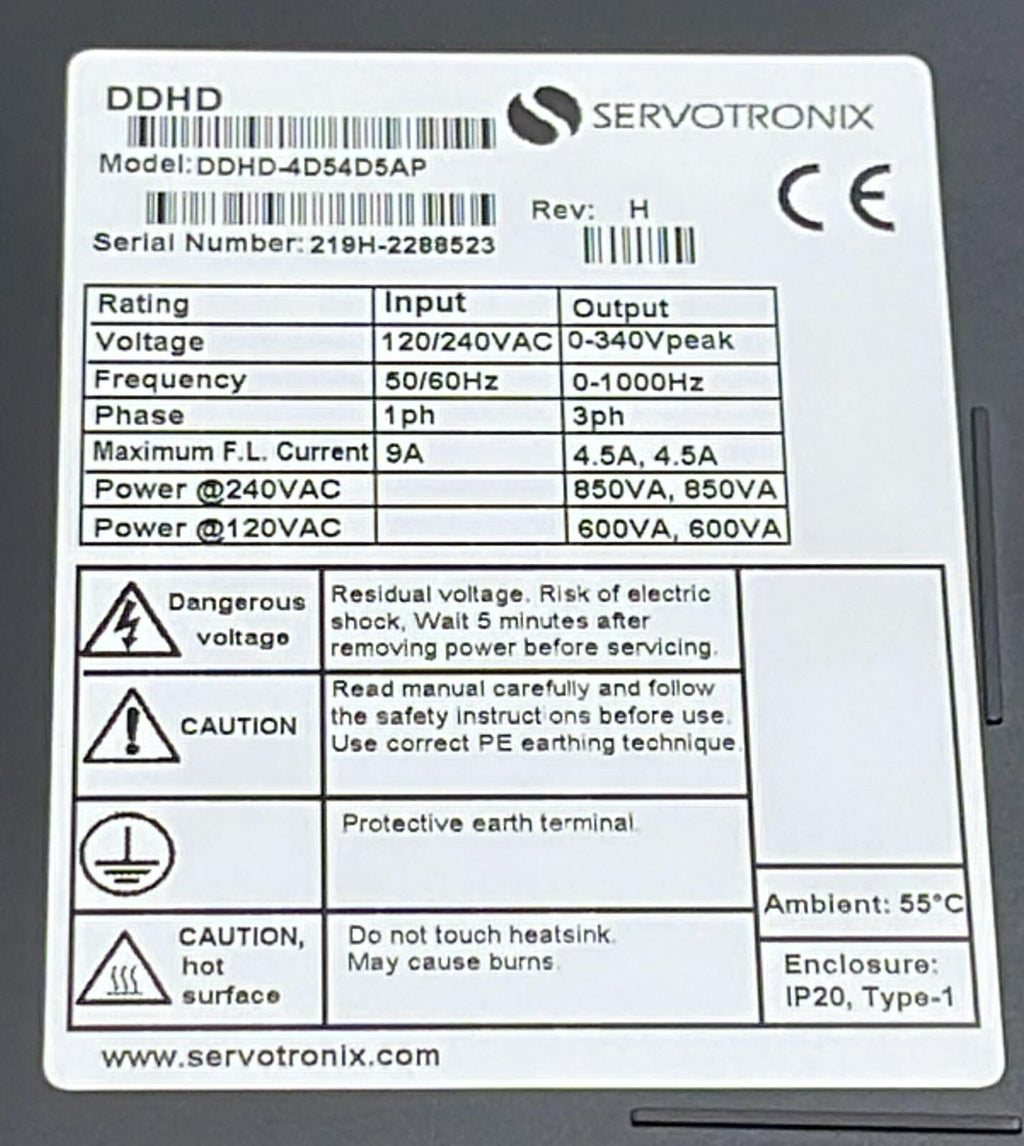 DDHD
SERVOTRONIX
Model: DDHD-4D54D5AP
CE
Rev: H
Serial Number: 219H-2288523
Rating Input Output
Voltage 120/240VAC 0-340Vpeak
Frequency 50/60Hz 0-1000Hz
Phase 1ph 3ph
Maximum F.L. Current 9A 4.5A, 4.5A
Power @240VAC 850VA, 850VA
Power @120VAC 600VA, 600VA
Dangerous
voltage
Residual voltage. Risk of electric
shock, Wait 5 minutes after
removing power before servicing.
CAUTION
Read manual carefully and follow
the safety instructions before use.
Use correct PE earthing technique.
Protective earth terminal.
CAUTION,
hot
surface
Do not touch heatsink.
May cause burns.
Ambient: 55°C
Enclosure:
IP20, Type-1
www.servotronix.com